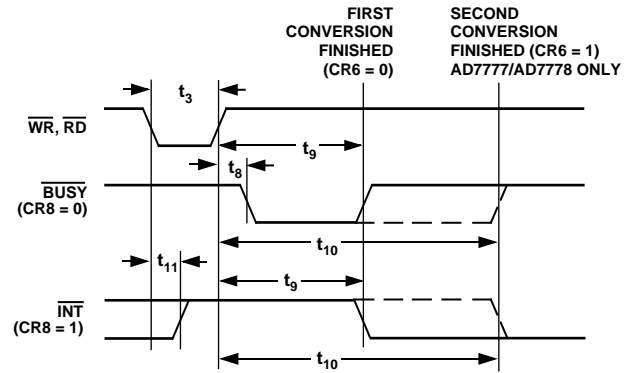 FIRST
CONVERSION
FINISHED
(CR6 = 0)
SECOND
CONVERSION
FINISHED (CR6 = 1)
AD7777/AD7778 ONLY
t3
WR, RD
t9
t8
BUSY
(CR8 = 0)
t10
t11
t9
INT
(CR8 = 1)
t10